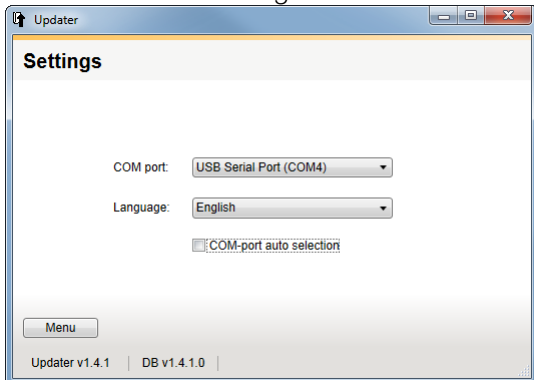 Updater
Settings
COM port: USB Serial Port (COM4)
Language: English
COM-port auto selection
Menu
Updater v1.4.1 DB v1.4.1.0